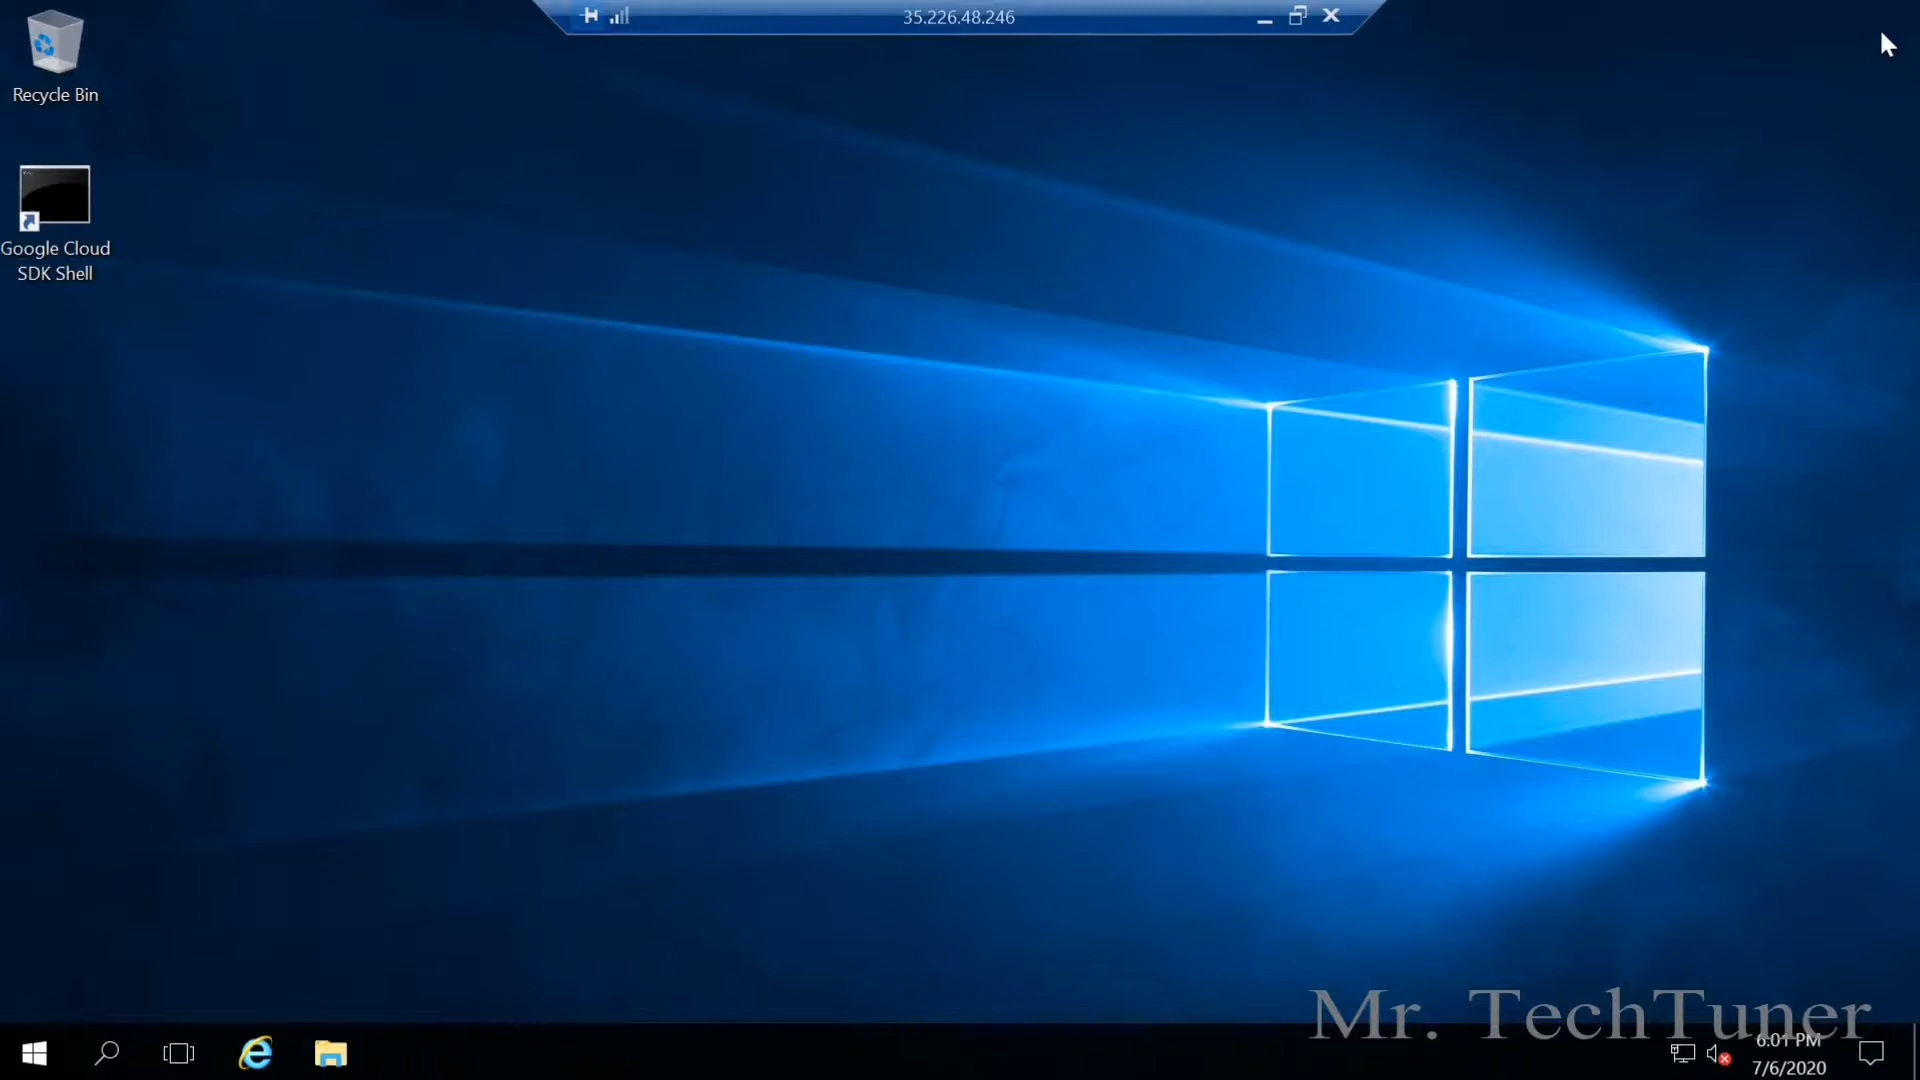 35.226.48.246
Recycle Bin
Google Cloud
SDK Shell
Mr. TechTuner
6:01 PM
7/6/2020